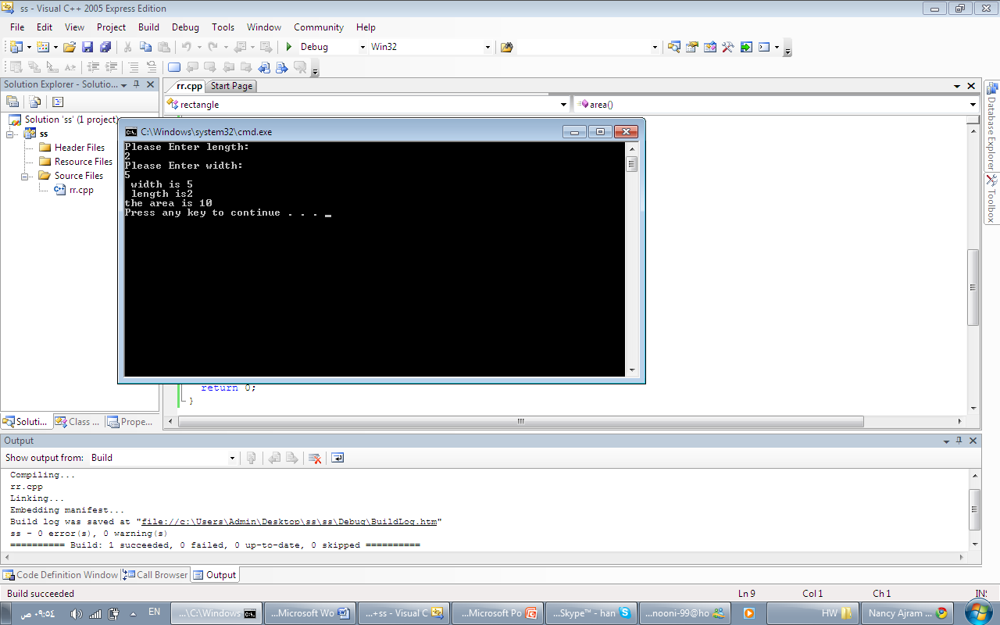 ss - Visual C++ 2005 Express Edition
File Edit View Project Build Debug Tools Window Community Help
Debug Win32
Solution Explorer - Solutio...
rr.cpp Start Page
rectangle area()
Solution 'ss' (1 project)
ss
Header Files
Resource Files
Source Files
rr.cpp
C:\Windows\system32\cmd.exe
Please Enter length:
2
Please Enter width:
5
width is 5
length is2
the area is 10
Press any key to continue . . . _
return 0;
}
Database Explorer
Toolbox
Soluti... Class ... Prope...
Output
Show output from: Build
Compiling...
rr.cpp
Linking...
Embedding manifest...
Build log was saved at "file://c:\Users\Admin\Desktop\ss\ss\Debug\BuildLog.htm"
ss - 0 error(s), 0 warning(s)
========== Build: 1 succeeded, 0 failed, 0 up-to-date, 0 skipped ==========
Code Definition Window Call Browser Output
Build succeeded Ln 9 Col 1 Ch 1 IN:
٠٩:٥٤ ص EN ...\C:\Windows ...Microsoft Wo ...+ss - Visual C ...Microsoft Po ...Skype™ - han ...nooni-99@ho HW Nancy Ajram ...